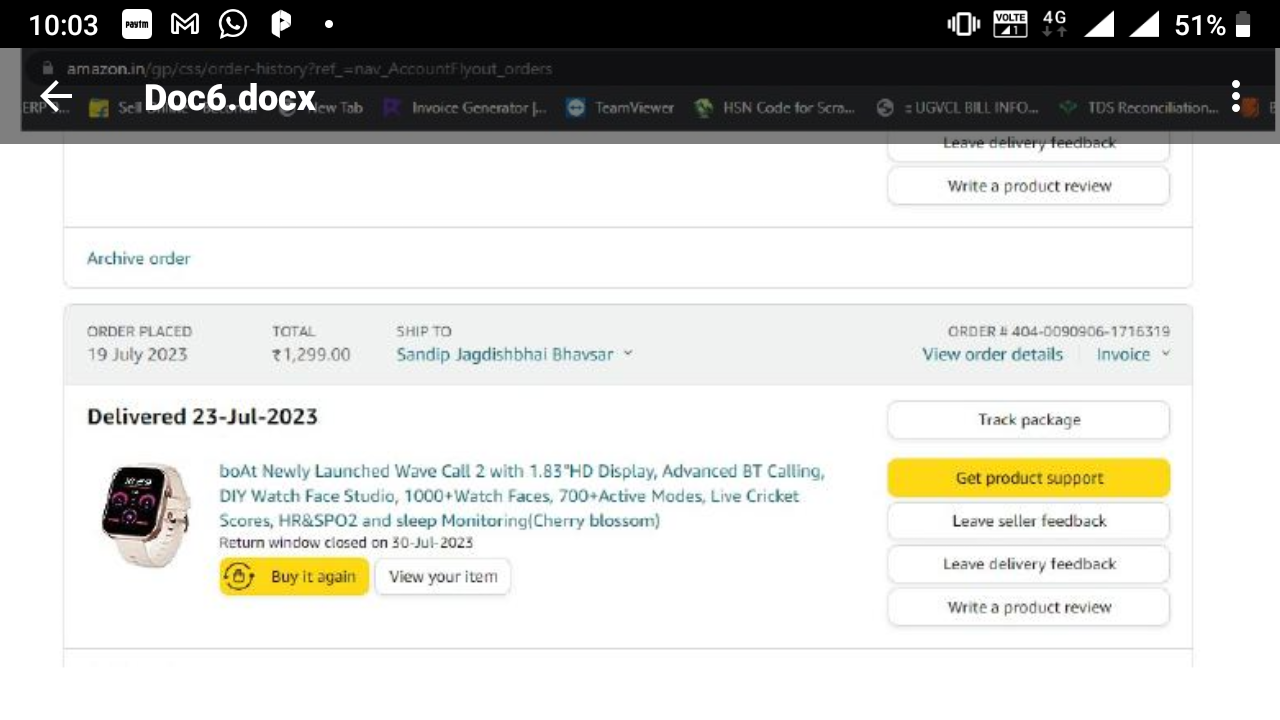 10:03 paytm VOLTE 1 4G 51%
amazon.in/gp/css/order-history?ref_=nav_AccountFlyout_orders
Doc6.docx
New Tab Invoice Generator |... TeamViewer HSN Code for Scra... : UGVCL BILL INFO... TDS Reconciliation...
Leave delivery feedback
Write a product review
Archive order
ORDER PLACED TOTAL SHIP TO ORDER # 404-0090906-1716319
19 July 2023 ₹1,299.00 Sandip Jagdishbhai Bhavsar View order details Invoice
Delivered 23-Jul-2023
Track package
boAt Newly Launched Wave Call 2 with 1.83"HD Display, Advanced BT Calling,
DIY Watch Face Studio, 1000+Watch Faces, 700+Active Modes, Live Cricket
Scores, HR&SPO2 and sleep Monitoring(Cherry blossom)
Return window closed on 30-Jul-2023
Buy it again View your item
Get product support
Leave seller feedback
Leave delivery feedback
Write a product review